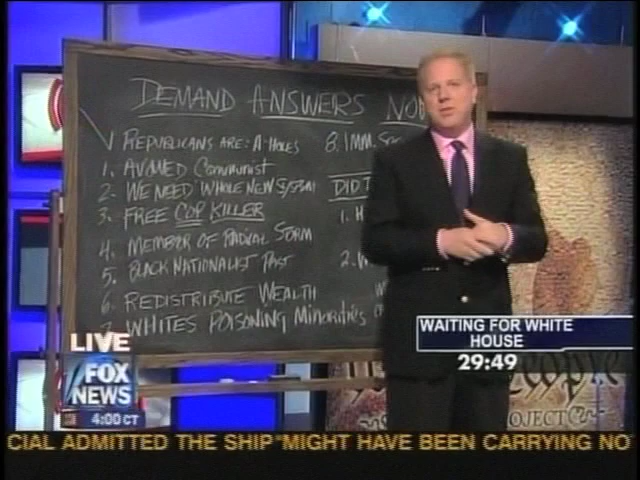 DEMAND ANSWERS NOW
√ REPUBLICANS ARE: A-HOLES
1. AVOWED COMMUNIST
2- WE NEED WHOLE NEW SYSTEM
3. FREE COP KILLER
4. MEMBER OF RADICAL STORM
5. BLACK NATIONALIST PAST
6. REDISTRIBUTE WEALTH
7. WHITES POISONING MINORITIES
8. IMM.
DID
1. H
2. W
WAITING FOR WHITE
HOUSE
29:49
LIVE
FOX
NEWS
4:00 CT
OJECT
CIAL ADMITTED THE SHIP "MIGHT HAVE BEEN CARRYING NO